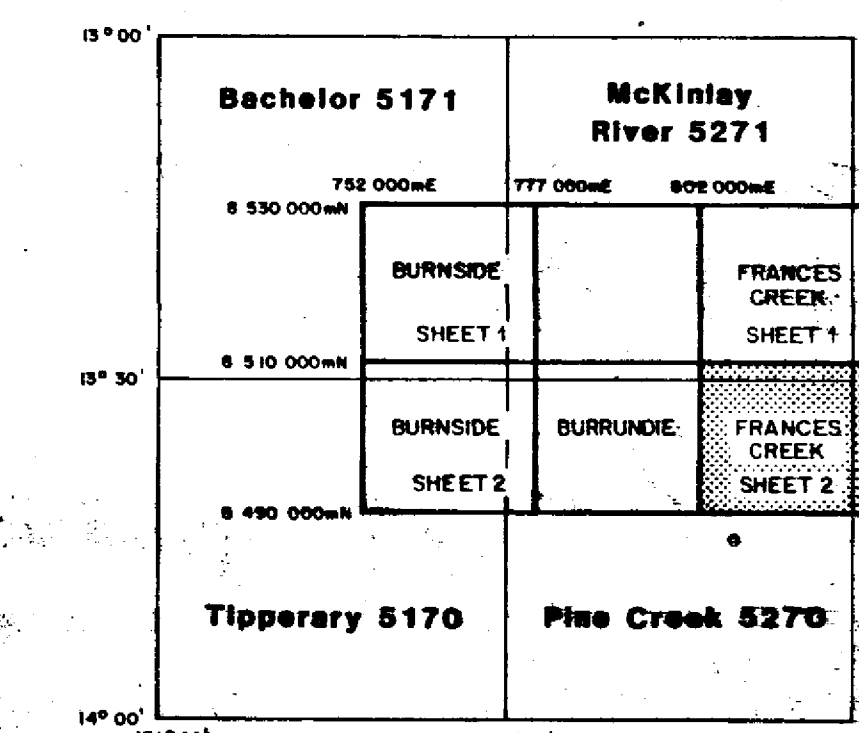 13° 00'
Bachelor 5171
McKinlay
River 5271
752 000mE
777 000mE
802 000mE
8 530 000mN
BURNSIDE
SHEET 1
FRANCES
CREEK
SHEET 1
8 510 000mN
13° 30'
BURNSIDE
SHEET 2
BURRUNDIE
FRANCES
CREEK
SHEET 2
8 490 000mN
Tipperary 5170
Pine Creek 5270
14° 00'